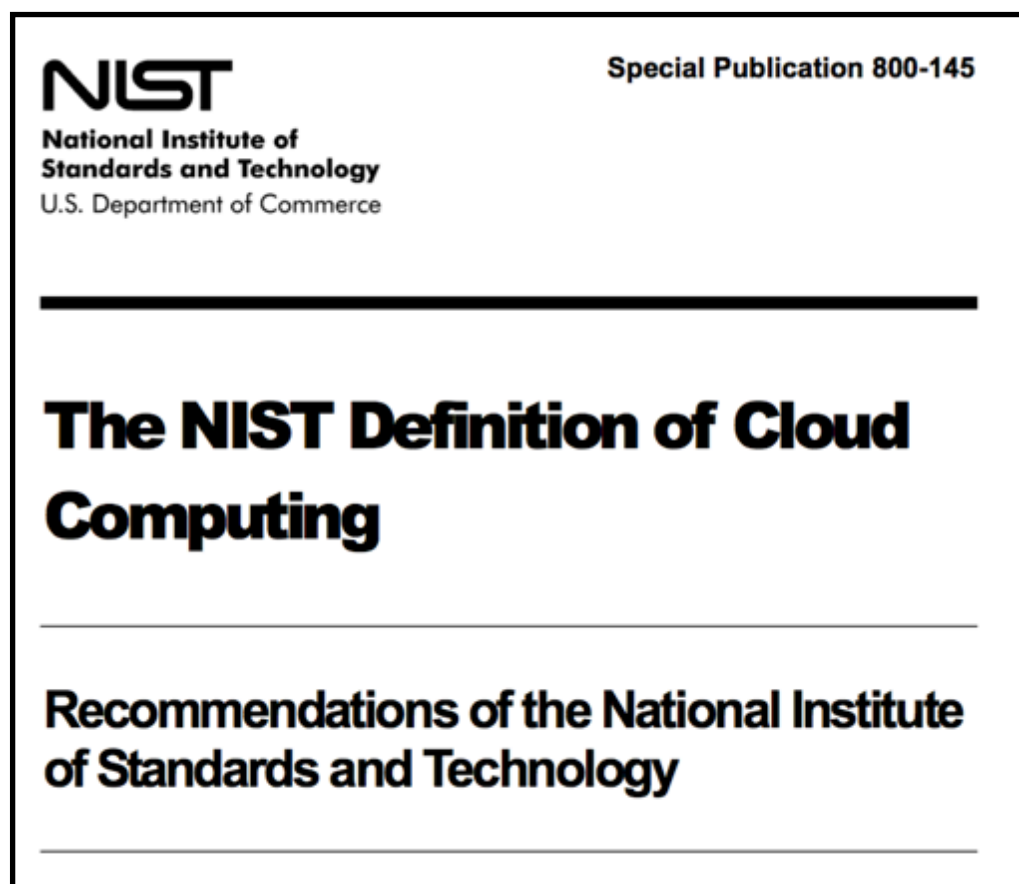 NIST
Special Publication 800-145
National Institute of
Standards and Technology
U.S. Department of Commerce
The NIST Definition of Cloud
Computing
Recommendations of the National Institute
of Standards and Technology